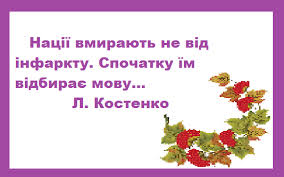 Нації вмирають не від
інфаркту. Спочатку їм
відбирає мову...
Л. Костенко